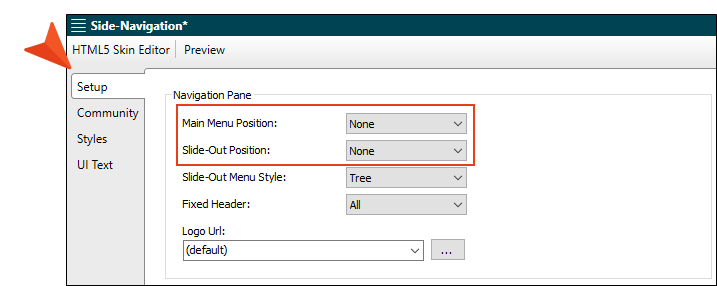 Side-Navigation*
HTML5 Skin Editor Preview
Setup
Community
Styles
UI Text
Navigation Pane
Main Menu Position: None
Slide-Out Position: None
Slide-Out Menu Style: Tree
Fixed Header: All
Logo Url:
(default) ...